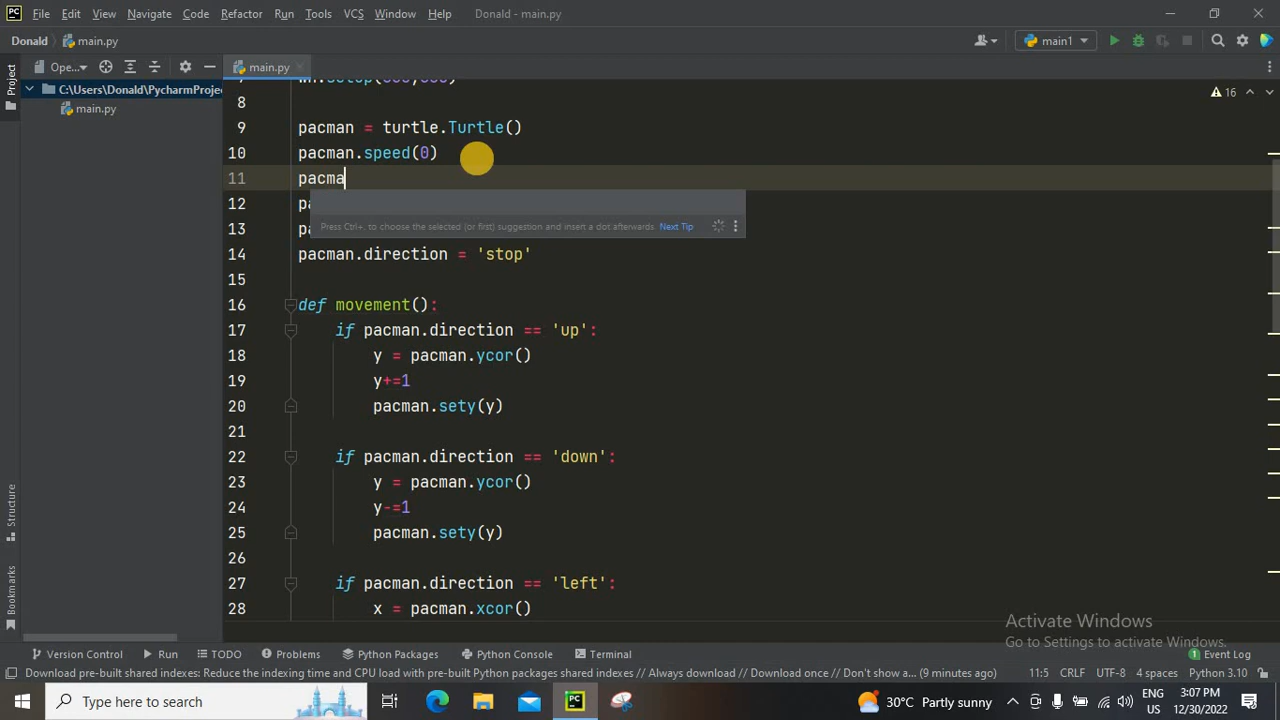 File Edit View Navigate Code Refactor Run Tools VCS Window Help Donald - main.py
Donald main.py main1
Project Ope... main.py
C:\Users\Donald\PycharmProje
main.py
16
8
9 pacman = turtle.Turtle()
10 pacman.speed(0)
11 pacma
12
Press Ctrl+. to choose the selected (or first) suggestion and insert a dot afterwards Next Tip
13
14 pacman.direction = 'stop'
15
16 def movement():
17 if pacman.direction == 'up':
18 y = pacman.ycor()
19 y+=1
20 pacman.sety(y)
21
22 if pacman.direction == 'down':
23 y = pacman.ycor()
24 y-=1
25 pacman.sety(y)
26
27 if pacman.direction == 'left':
28 x = pacman.xcor()
Structure
Bookmarks
Activate Windows
Go to Settings to activate Windows.
Version Control Run TODO Problems Python Packages Python Console Terminal 1 Event Log
Download pre-built shared indexes: Reduce the indexing time and CPU load with pre-built Python packages shared indexes // Always download // Download once // Don't show a... (9 minutes ago) 11:5 CRLF UTF-8 4 spaces Python 3.10
Type here to search 30°C Partly sunny ENG US 3:07 PM 12/30/2022